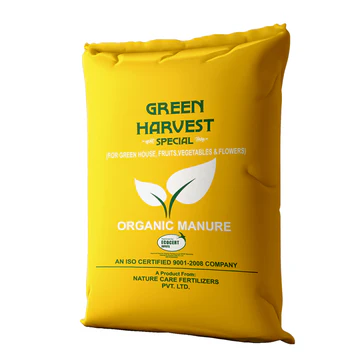 GREEN
HARVEST
SPECIAL
(FOR GREEN HOUSE, FRUITS,VEGETABLES & FLOWERS)
ORGANIC MANURE
ECOCERT
AN ISO CERTIFIED 9001-2008 COMPANY
A Product From:
NATURE CARE FERTILIZERS
PVT. LTD.